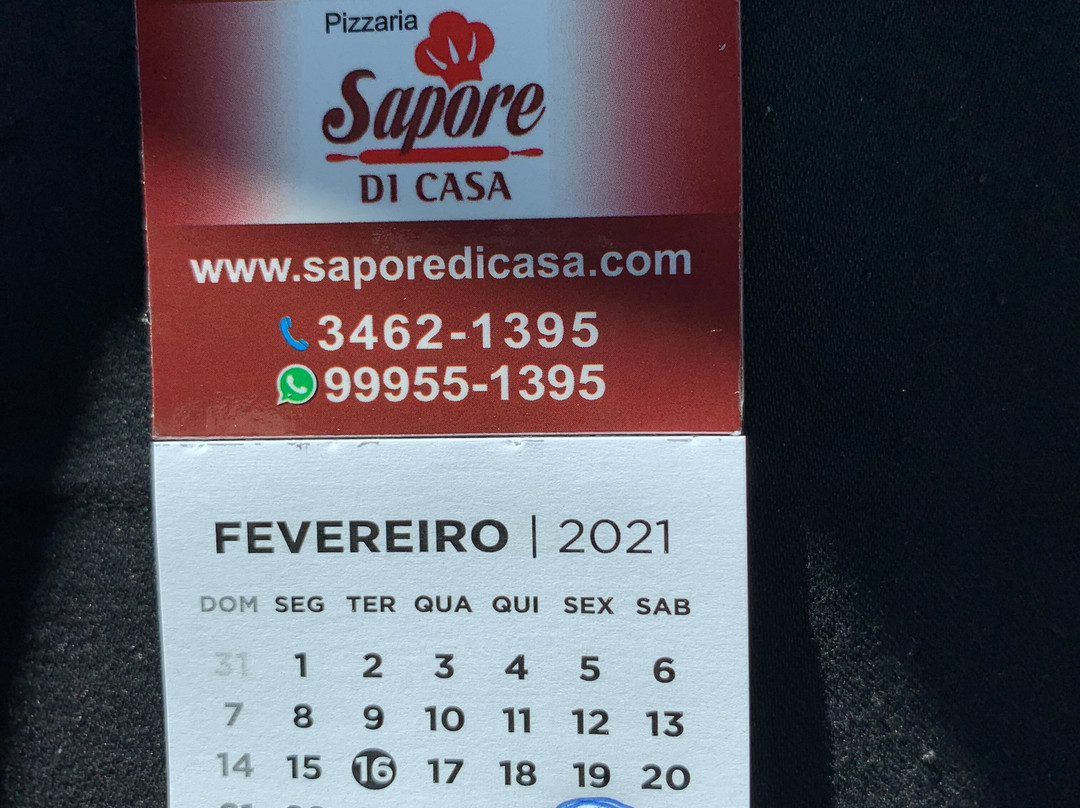 Pizzaria
Sapore
DI CASA
www.saporedicasa.com
3462-1395
99955-1395
FEVEREIRO | 2021
DOM SEG TER QUA QUI SEX SAB
31 1 2 3 4 5 6
7 8 9 10 11 12 13
14 15 16 17 18 19 20